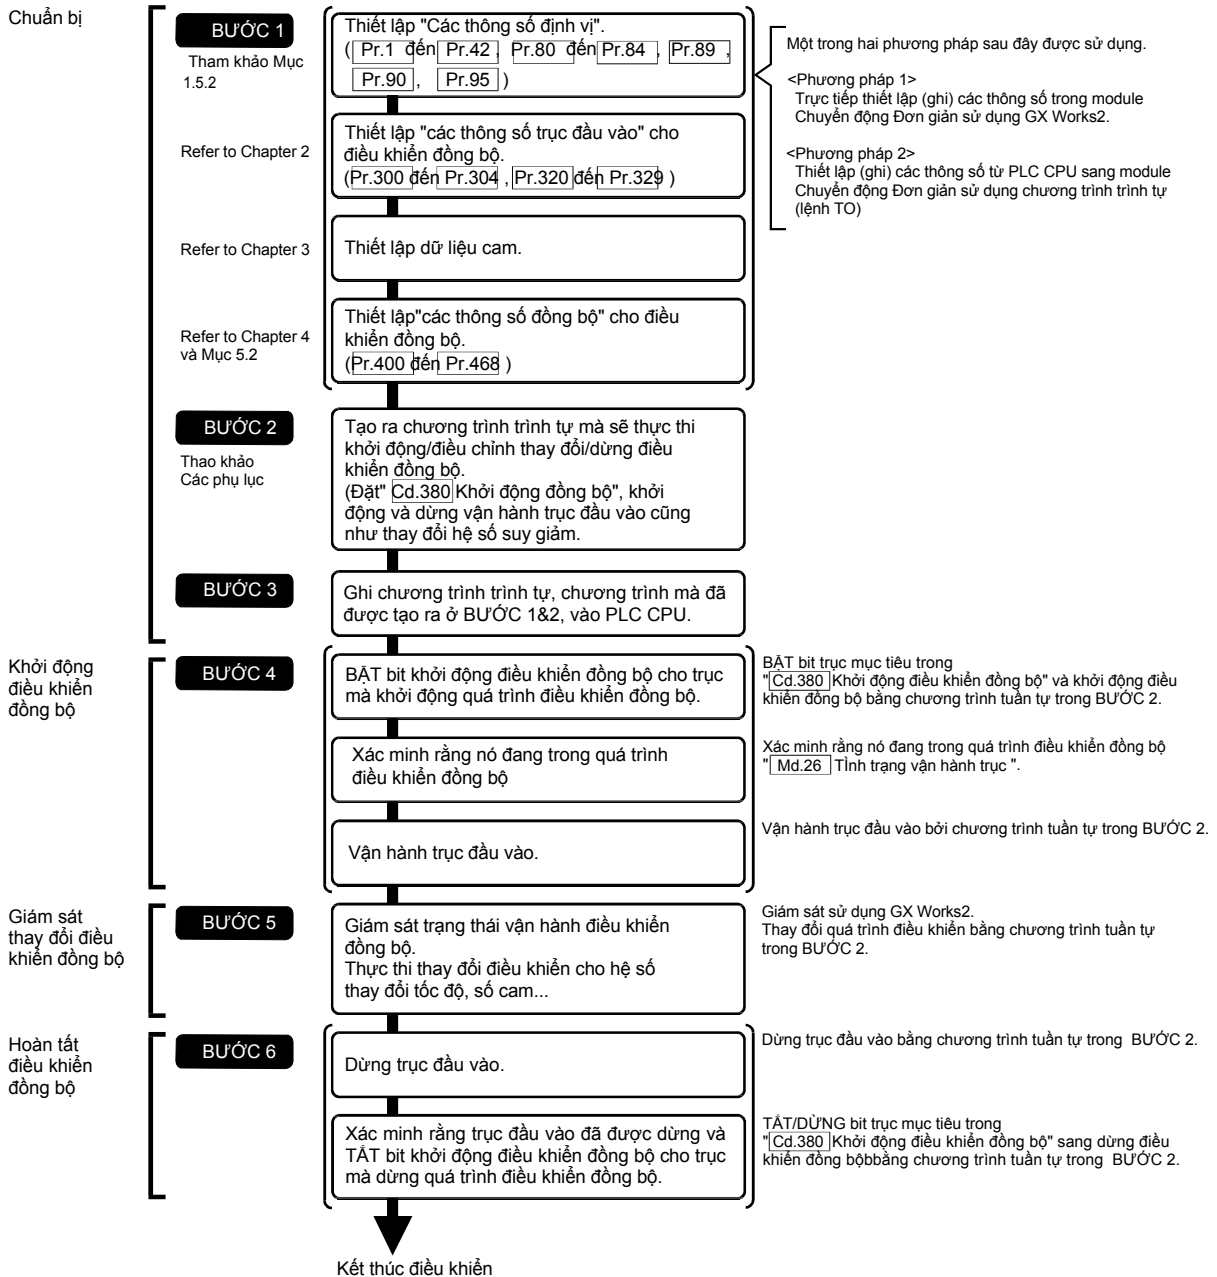 Chuẩn bị
BƯỚC 1
Tham khảo Mục
1.5.2
Thiết lập "Các thông số định vị".
( Pr.1 đến Pr.42 , Pr.80 đến Pr.84 , Pr.89 ,
Pr.90 , Pr.95 )
Một trong hai phương pháp sau đây được sử dụng.
<Phương pháp 1>
Trực tiếp thiết lập (ghi) các thông số trong module
Chuyển động Đơn giản sử dụng GX Works2.
<Phương pháp 2>
Thiết lập (ghi) các thông số từ PLC CPU sang module
Chuyển động Đơn giản sử dụng chương trình trình tự
(lệnh TO)
Refer to Chapter 2
Thiết lập "các thông số trục đầu vào" cho
điều khiển đồng bộ.
(Pr.300 đến Pr.304 , Pr.320 đến Pr.329 )
Refer to Chapter 3
Thiết lập dữ liệu cam.
Refer to Chapter 4
và Mục 5.2
Thiết lập"các thông số đồng bộ" cho điều
khiển đồng bộ.
(Pr.400 đến Pr.468 )
BƯỚC 2
Thao khảo
Các phụ lục
Tạo ra chương trình trình tự mà sẽ thực thi
khởi động/điều chỉnh thay đổi/dừng điều
khiển đồng bộ.
(Đặt" Cd.380 Khởi động đồng bộ", khởi
động và dừng vận hành trục đầu vào cũng
như thay đổi hệ số suy giảm.
BƯỚC 3
Ghi chương trình trình tự, chương trình mà đã
được tạo ra ở BƯỚC 1&2, vào PLC CPU.
Khởi động
điều khiển
đồng bộ
BƯỚC 4
BẬT bit khởi động điều khiển đồng bộ cho trục
mà khởi động quá trình điều khiển đồng bộ.
BẬT bit trục mục tiêu trong
" Cd.380 Khởi động điều khiển đồng bộ" và khởi động điều
khiển đồng bộ bằng chương trình tuần tự trong BƯỚC 2.
Xác minh rằng nó đang trong quá trình
điều khiển đồng bộ
Xác minh rằng nó đang trong quá trình điều khiển đồng bộ
" Md.26 TÌnh trạng vận hành trục ".
Vận hành trục đầu vào.
Vận hành trục đầu vào bởi chương trình tuần tự trong BƯỚC 2.
Giám sát
thay đổi điều
khiển đồng bộ
BƯỚC 5
Giám sát trạng thái vận hành điều khiển
đồng bộ.
Thực thi thay đổi điều khiển cho hệ số
thay đổi tốc độ, số cam...
Giám sát sử dụng GX Works2.
Thay đổi quá trình điều khiển bằng chương trình tuần tự
trong BƯỚC 2.
Hoàn tất
điều khiển
đồng bộ
BƯỚC 6
Dừng trục đầu vào.
Dừng trục đầu vào bằng chương trình tuần tự trong BƯỚC 2.
Xác minh rằng trục đầu vào đã được dừng và
TẮT bit khởi động điều khiển đồng bộ cho trục
mà dừng quá trình điều khiển đồng bộ.
TẮT/DỪNG bit trục mục tiêu trong
" Cd.380 Khởi động điều khiển đồng bộ" sang dừng điều
khiển đồng bộbbằng chương trình tuần tự trong BƯỚC 2.
Kết thúc điều khiển